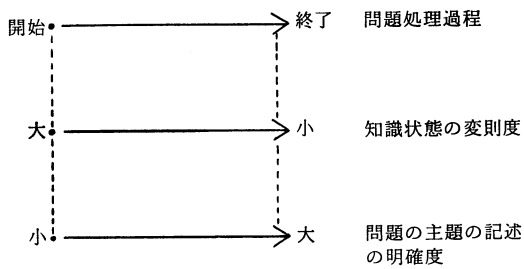 開始 終了 問題処理過程
大 小 知識状態の変則度
小 大 問題の主題の記述
の明確度